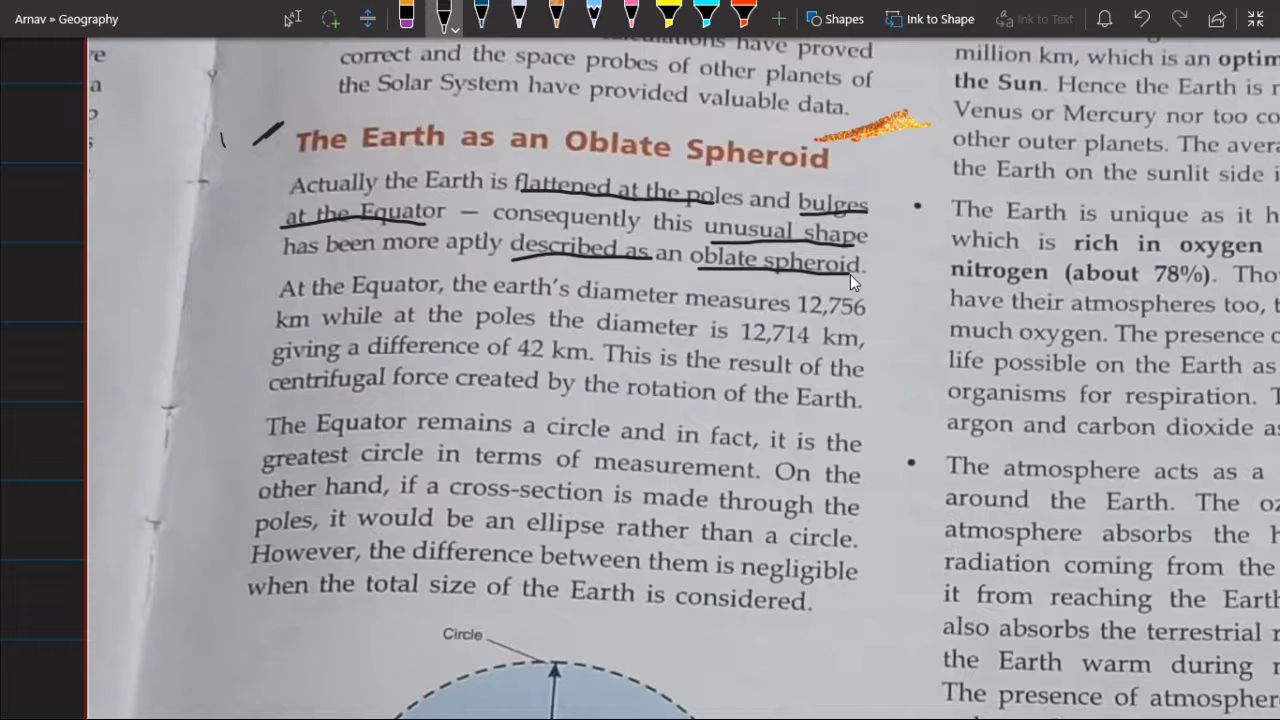 Arnav » Geography
Shapes
Ink to Shape
Ink to Text
have proved
correct and the space probes of other planets of
the Solar System have provided valuable data.
The Earth as an Oblate Spheroid
Actually the Earth is flattened at the poles and bulges
at the Equator — consequently this unusual shape
has been more aptly described as an oblate spheroid.
At the Equator, the earth's diameter measures 12,756
km while at the poles the diameter is 12,714 km,
giving a difference of 42 km. This is the result of the
centrifugal force created by the rotation of the Earth.
The Equator remains a circle and in fact, it is the
greatest circle in terms of measurement. On the
other hand, if a cross-section is made through the
poles, it would be an ellipse rather than a circle.
However, the difference between them is negligible
when the total size of the Earth is considered.
Circle
million km, which is an optim
the Sun. Hence the Earth is
Venus or Mercury nor too co
other outer planets. The avera
the Earth on the sunlit side i
• The Earth is unique as it h
which is rich in oxygen
nitrogen (about 78%). Tho
have their atmospheres too,
much oxygen. The presence
life possible on the Earth as
organisms for respiration.
argon and carbon dioxide as
• The atmosphere acts as a
around the Earth. The oz
atmosphere absorbs the
radiation coming from the
it from reaching the Earth
also absorbs the terrestrial
the Earth warm during
The presence of atmospher